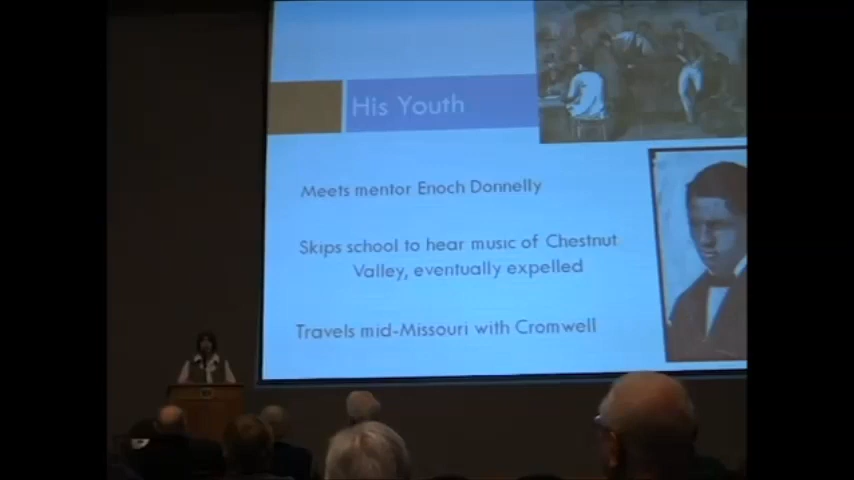 His Youth
Meets mentor Enoch Donnelly
Skips school to hear music of Chestnut
Valley, eventually expelled
Travels mid-Missouri with Cromwell